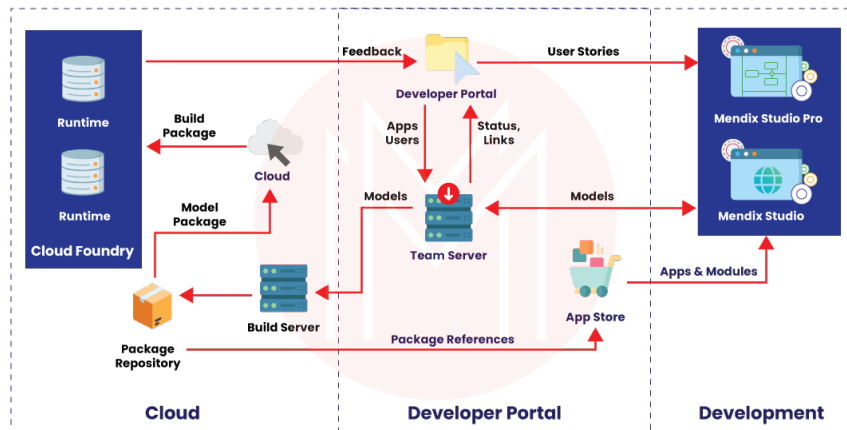 Feedback
User Stories
Developer Portal
Runtime
Build
Package
Apps
Users
Status,
Links
Mendix Studio Pro
Cloud
Models
Models
Runtime
Model
Package
Mendix Studio
Cloud Foundry
Team Server
Apps & Modules
Build Server
App Store
Package
Repository
Package References
Cloud
Developer Portal
Development